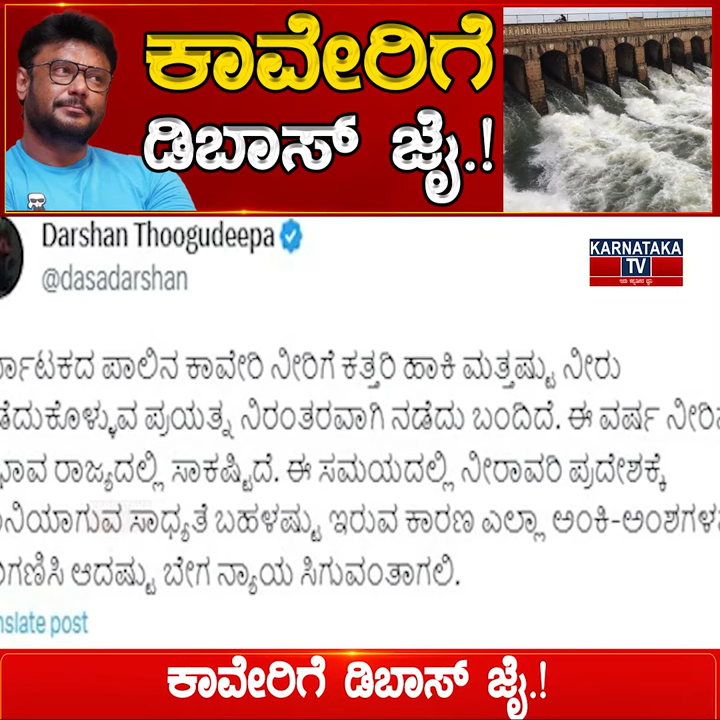 ಕಾವೇರಿಗೆ
ಡಿಬಾಸ್ ಜೈ.!
Darshan Thoogudeepa
@dasadarshan
KARNATAKA
TV
ರ್ನಾಟಕದ ಪಾಲಿನ ಕಾವೇರಿ ನೀರಿಗೆ ಕತ್ತರಿ ಹಾಕಿ ಮತ್ತಷ್ಟು ನೀರು
ಡೆದುಕೊಳ್ಳುವ ಪ್ರಯತ್ನ ನಿರಂತರವಾಗಿ ನಡೆದು ಬಂದಿದೆ. ಈ ವರ್ಷ ನೀರಿ
ಭಾವ ರಾಜ್ಯದಲ್ಲಿ ಸಾಕಷ್ಟಿದೆ. ಈ ಸಮಯದಲ್ಲಿ ನೀರಾವರಿ ಪ್ರದೇಶಕ್ಕೆ
ನಿಯಾಗುವ ಸಾಧ್ಯತೆ ಬಹಳಷ್ಟು ಇರುವ ಕಾರಣ ಎಲ್ಲಾ ಅಂಕಿ-ಅಂಶಗಳ
ಗಣಿಸಿ ಆದಷ್ಟು ಬೇಗ ನ್ಯಾಯ ಸಿಗುವಂತಾಗಲಿ.
nslate post
ಕಾವೇರಿಗೆ ಡಿಬಾಸ್ ಜೈ.!